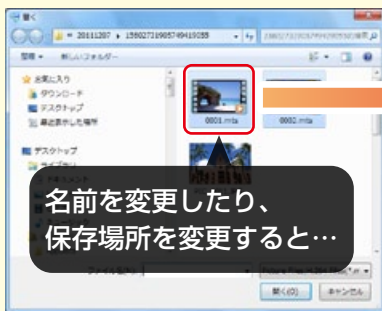 開く
20111207 ▸ 1560273190574941903S
整理 ▾ 新しいフォルダー
お気に入り
ダウンロード
デスクトップ
最近表示した場所
0001.mta
0002.mta
デスクトップ
ライブラリ
名前を変更したり、
保存場所を変更すると…
開く(O)
キャンセル